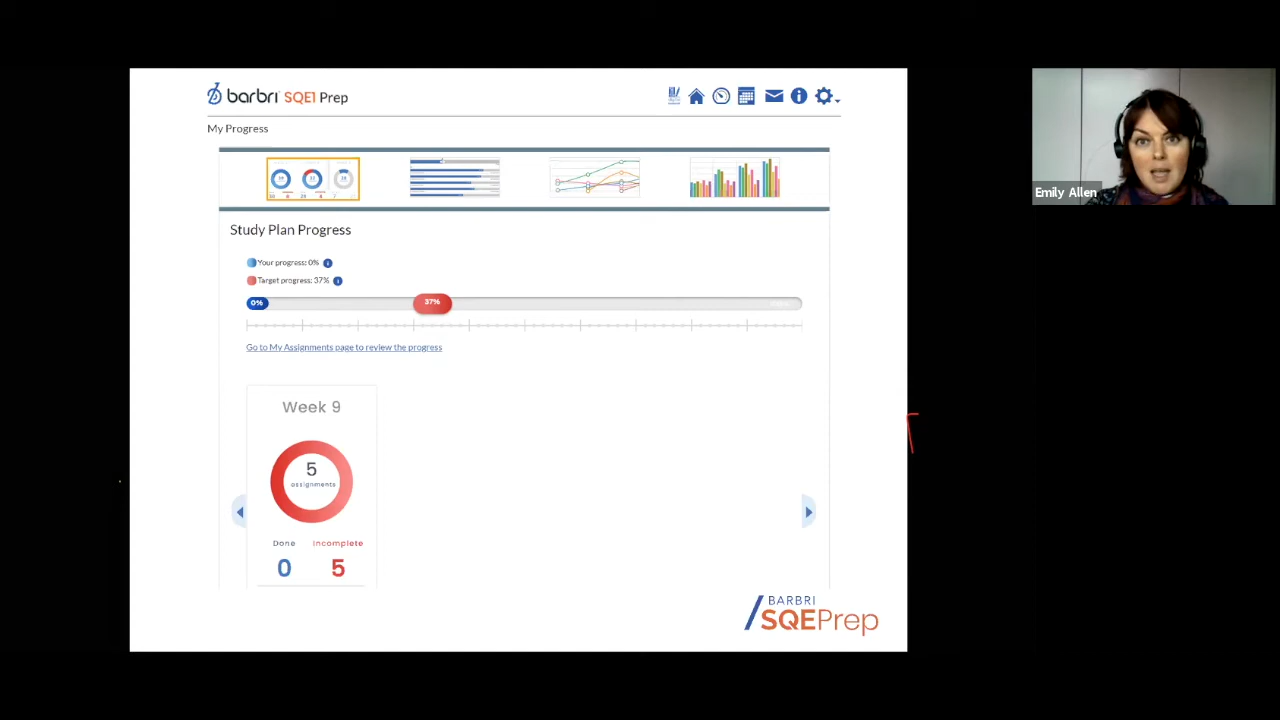 barbri SQE1 Prep
My Progress
Study Plan Progress
Your progress: 0%
Target progress: 37%
0%
37%
Go to My Assignments page to review the progress
Week 9
5
assignments
Done
Incomplete
0
5
BARBRI
SQEPrep
Emily Allen